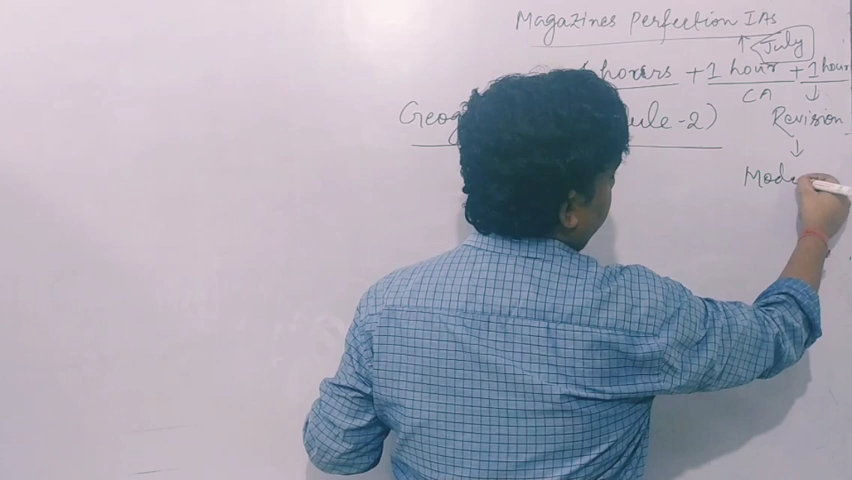 Magazines Perfection IAs
July
hours + 1 hour + 1 hour
CA
Geog ule-2)
Revision
Mod